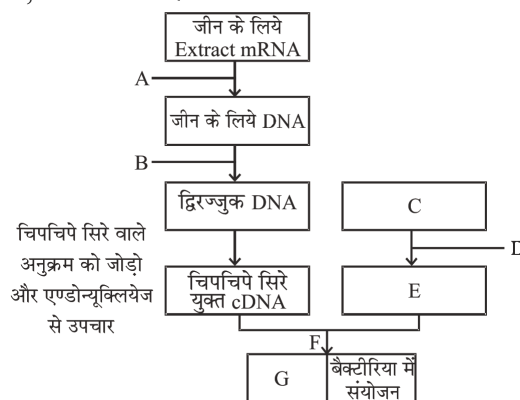 जीन के लिये
Extract mRNA
A
जीन के लिये DNA
B
द्विरज्जुक DNA
C
D
चिपचिपे सिरे वाले
अनुक्रम को जोड़ो
और एण्डोन्यूक्लियेज
से उपचार
चिपचिपे सिरे
युक्त cDNA
E
F
G
बैक्टीरिया में
संयोजन